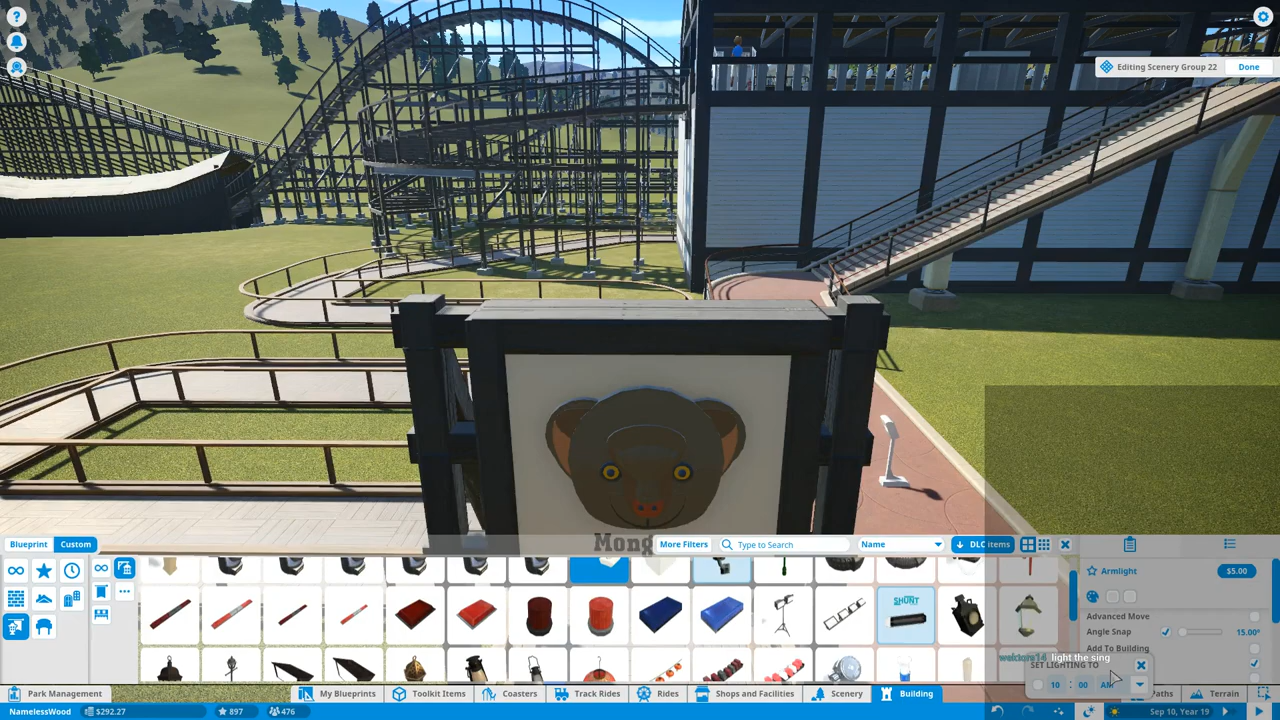 Editing Scenery Group 22
Done
Mong
Blueprint
Custom
More Filters
Type to Search
Name
DLC items
SHUNT
Armlight
$5.00
Advanced Move
Angle Snap
15.00°
Add To Building
light the sing
SET LIGHTING TO
10 : 00 AM
Park Management
My Blueprints
Toolkit Items
Coasters
Track Rides
Rides
Shops and Facilities
Scenery
Building
Paths
Terrain
NamelessWood
$292.27
897
476
Sep 10, Year 19